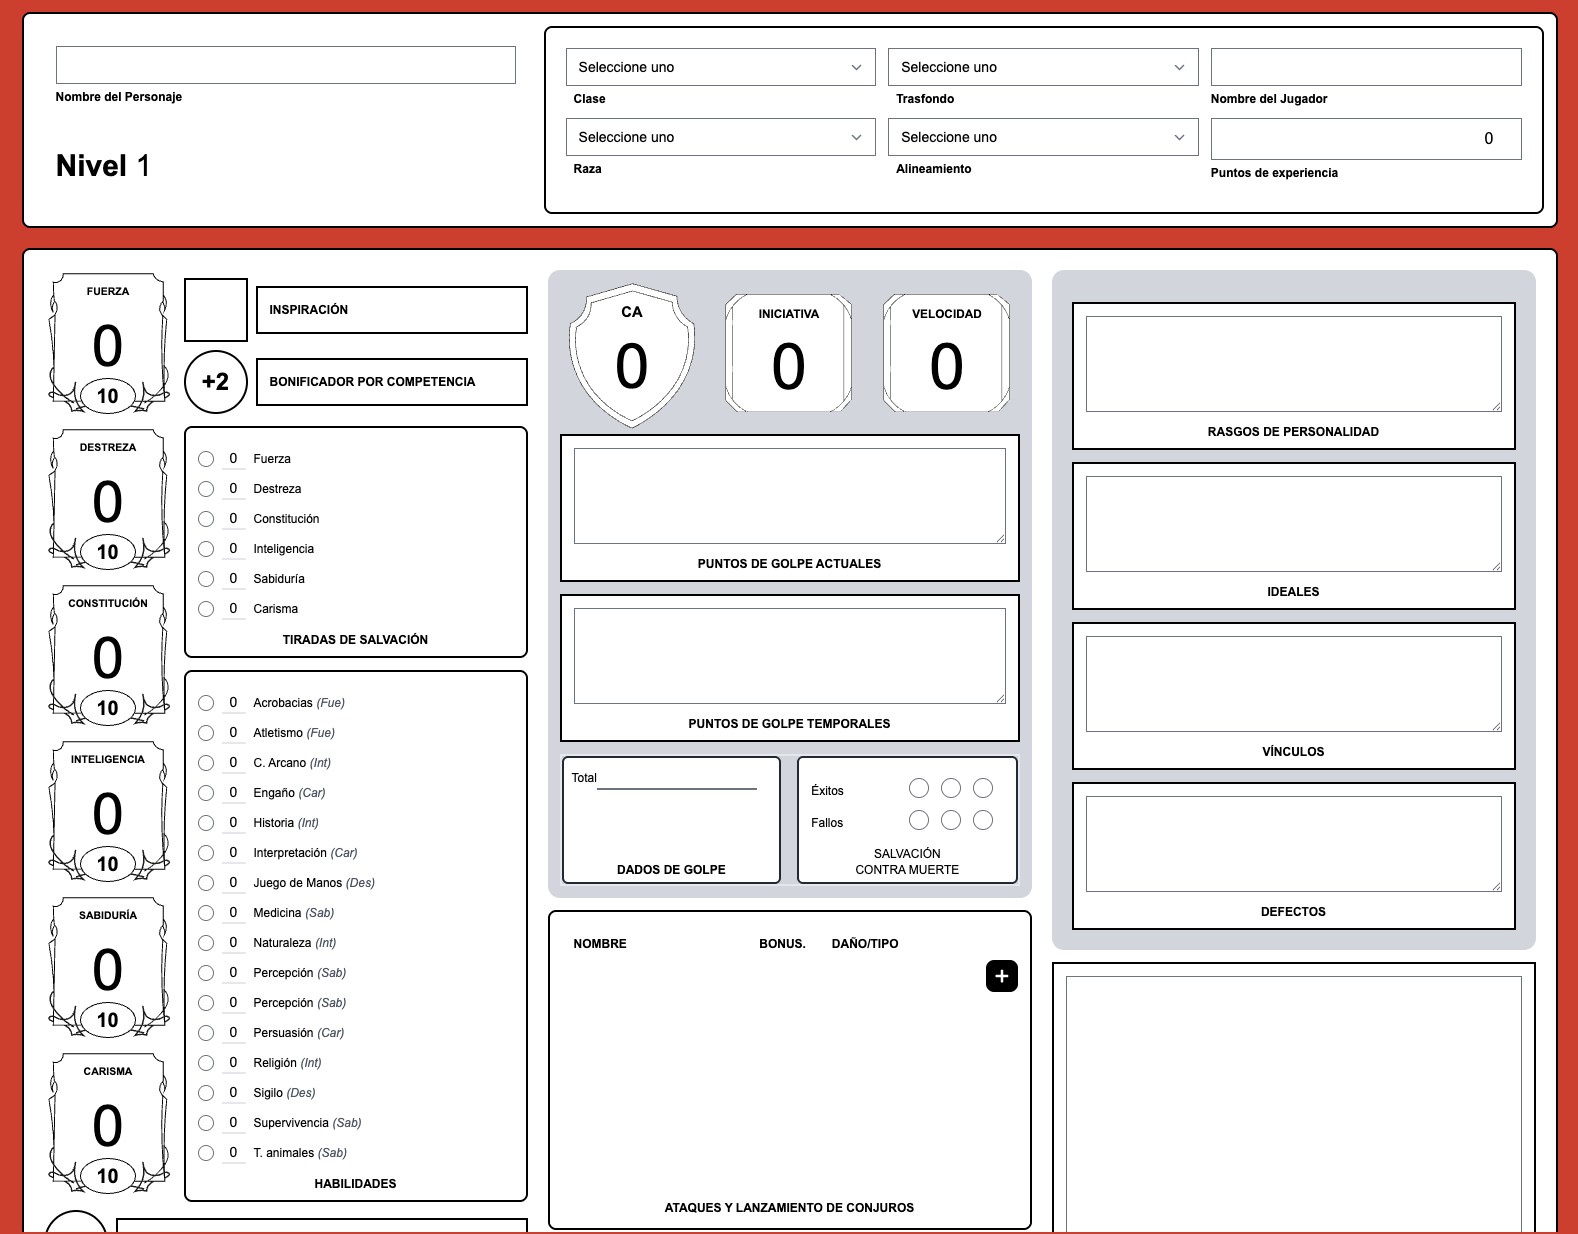 Nombre del Personaje
Nivel 1
Seleccione uno
Clase
Seleccione uno
Trasfondo
Nombre del Jugador
Seleccione uno
Raza
Seleccione uno
Alineamiento
0
Puntos de experiencia
FUERZA
0
10
DESTREZA
0
10
CONSTITUCIÓN
0
10
INTELIGENCIA
0
10
SABIDURÍA
0
10
CARISMA
0
10
INSPIRACIÓN
+2
BONIFICADOR POR COMPETENCIA
0 Fuerza
0 Destreza
0 Constitución
0 Inteligencia
0 Sabiduría
0 Carisma
TIRADAS DE SALVACIÓN
0 Acrobacias (Fue)
0 Atletismo (Fue)
0 C. Arcano (Int)
0 Engaño (Car)
0 Historia (Int)
0 Interpretación (Car)
0 Juego de Manos (Des)
0 Medicina (Sab)
0 Naturaleza (Int)
0 Percepción (Sab)
0 Percepción (Sab)
0 Persuasión (Car)
0 Religión (Int)
0 Sigilo (Des)
0 Supervivencia (Sab)
0 T. animales (Sab)
HABILIDADES
CA
0
INICIATIVA
0
VELOCIDAD
0
PUNTOS DE GOLPE ACTUALES
PUNTOS DE GOLPE TEMPORALES
Total
DADOS DE GOLPE
Éxitos
Fallos
SALVACIÓN
CONTRA MUERTE
NOMBRE BONUS. DAÑO/TIPO
+
ATAQUES Y LANZAMIENTO DE CONJUROS
RASGOS DE PERSONALIDAD
IDEALES
VÍNCULOS
DEFECTOS